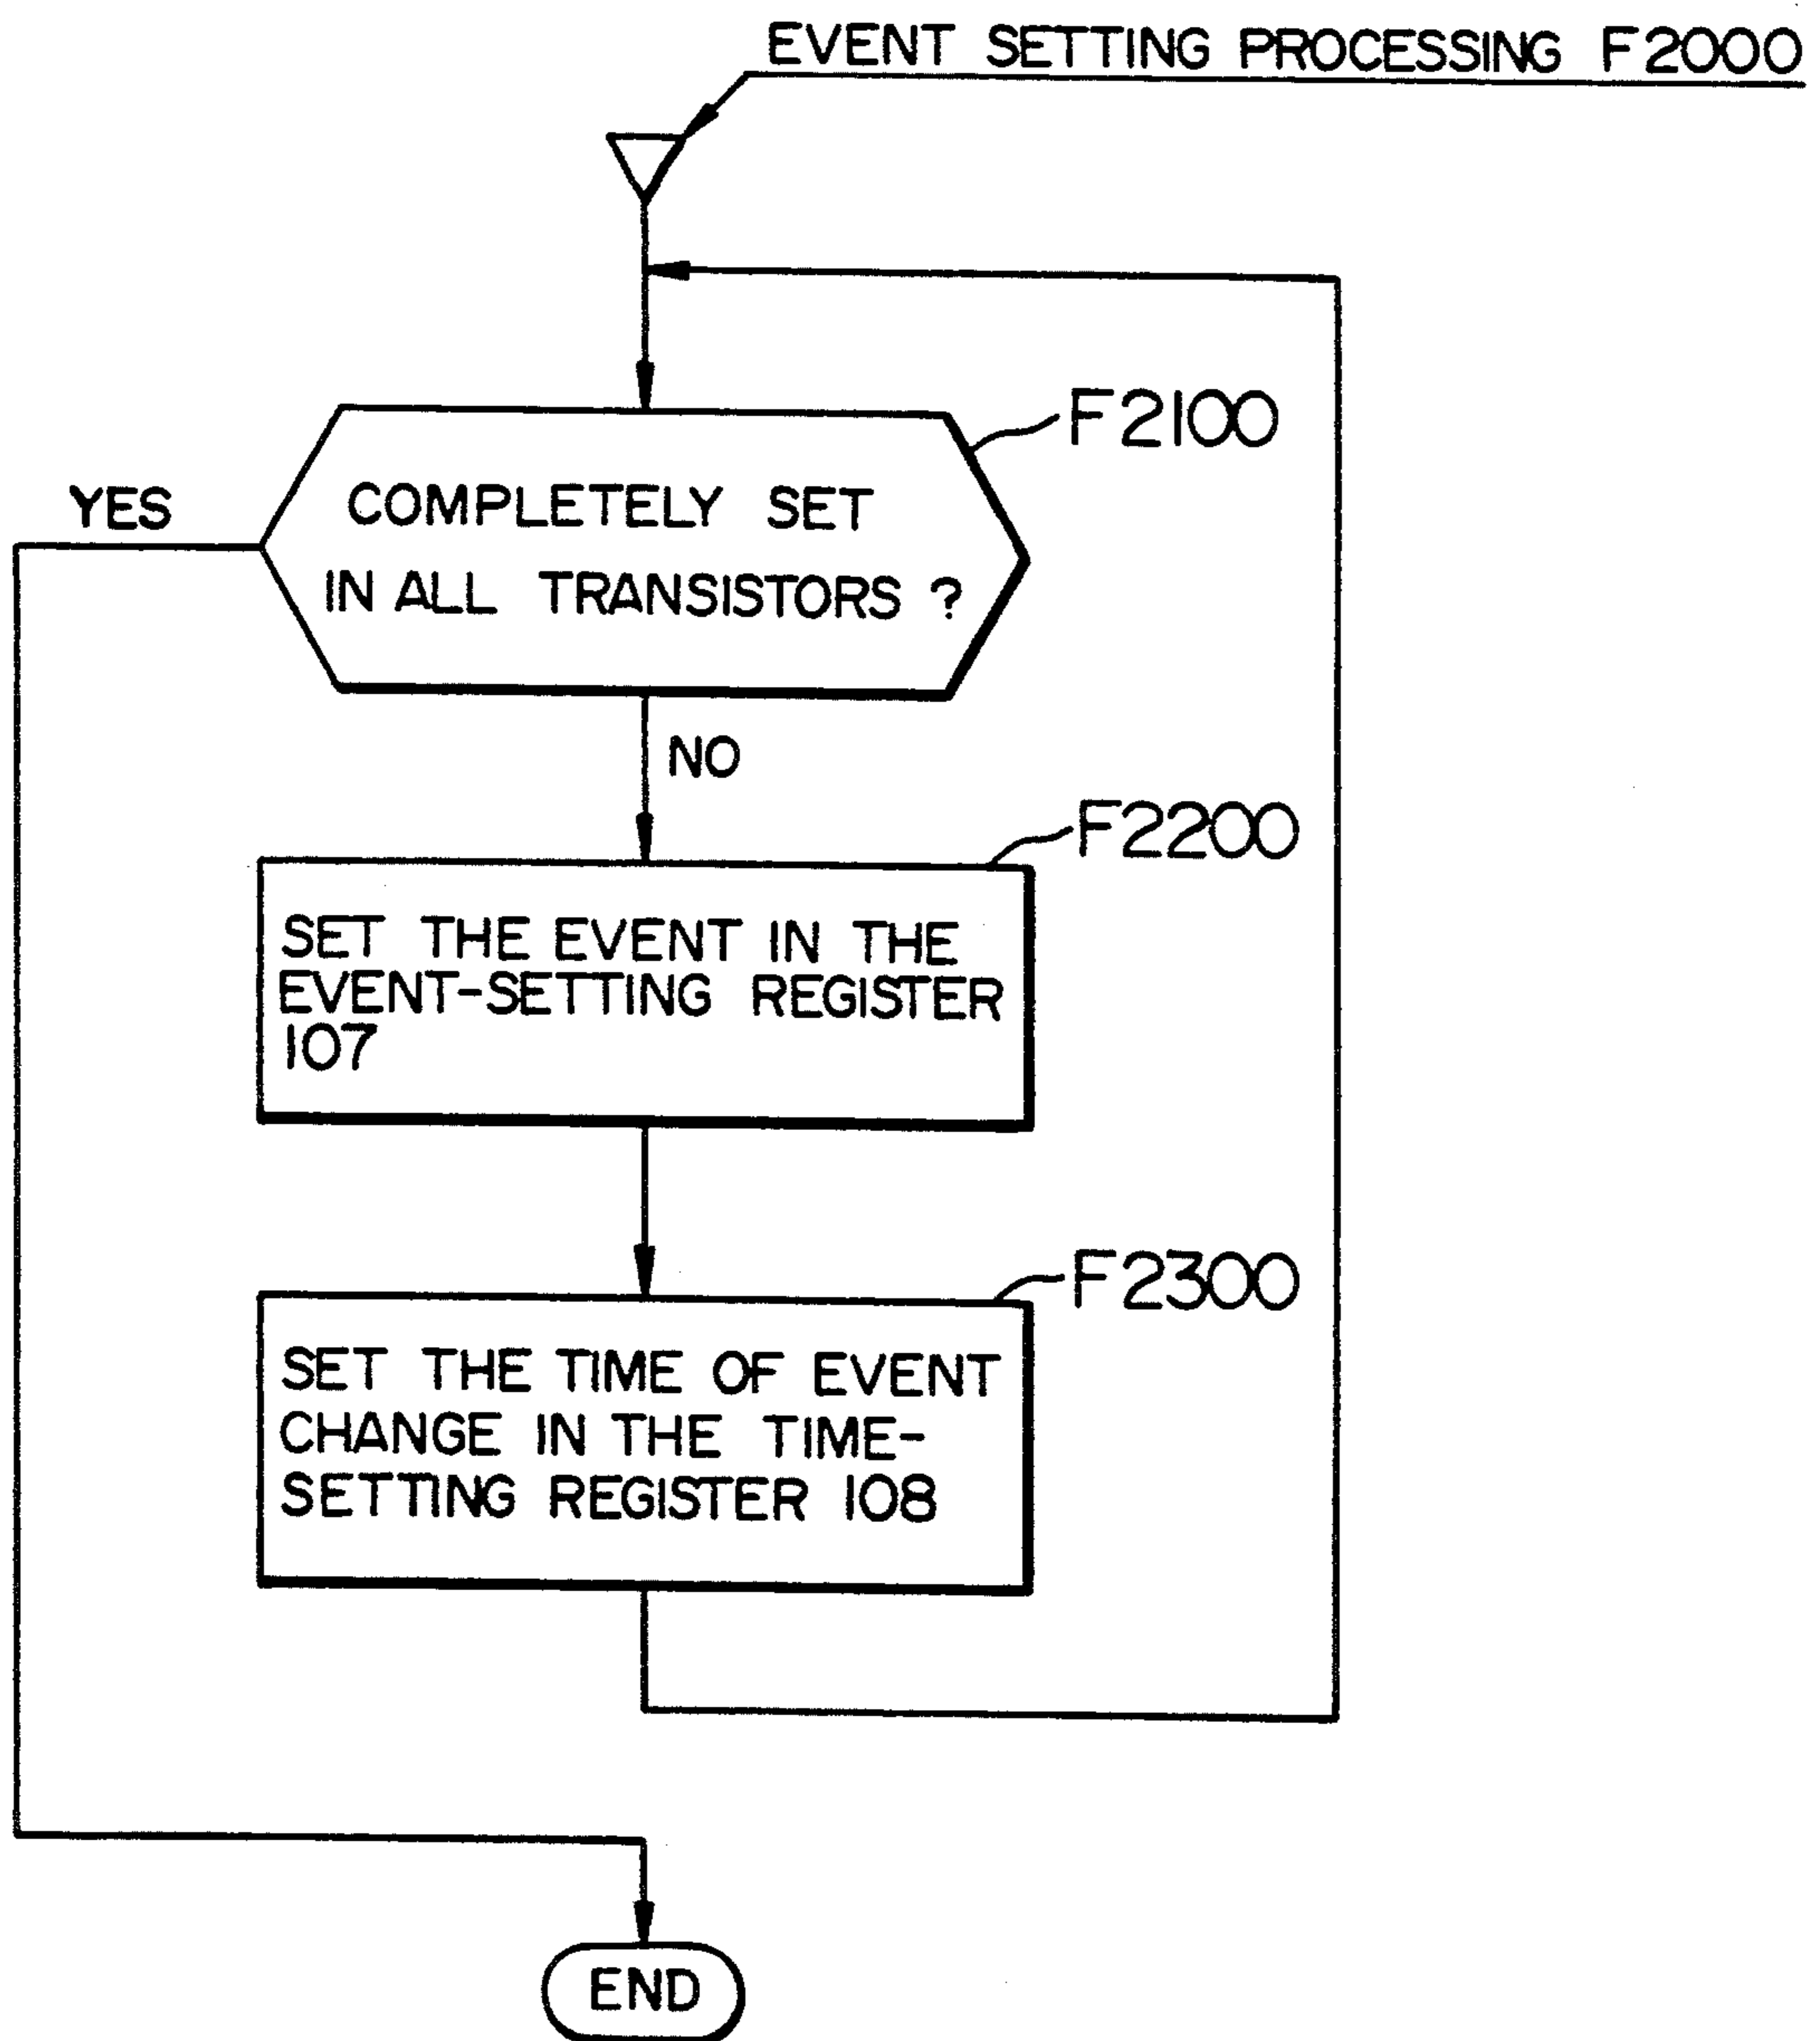 EVENT SETTING PROCESSING F2000
F2100
YES
COMPLETELY SET
IN ALL TRANSISTORS ?
NO
F2200
SET THE EVENT IN THE
EVENT-SETTING REGISTER
107
F2300
SET THE TIME OF EVENT
CHANGE IN THE TIME-
SETTING REGISTER 108
END